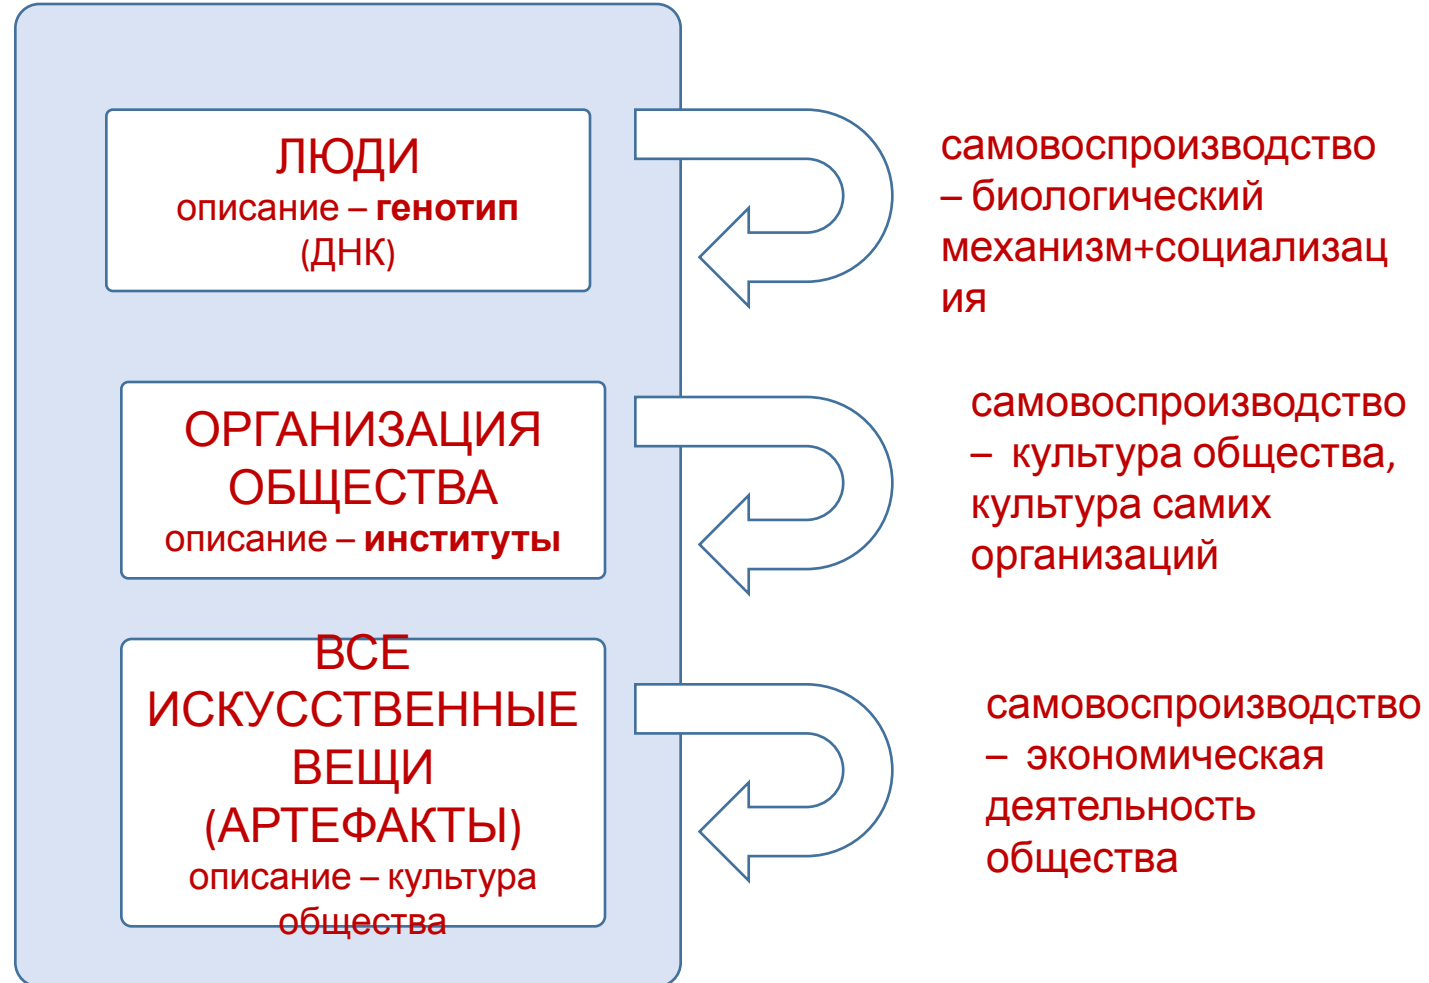 ЛЮДИ
описание – генотип
(ДНК)
самовоспроизводство
– биологический
механизм+социализац
ия
ОРГАНИЗАЦИЯ
ОБЩЕСТВА
описание – институты
самовоспроизводство
– культура общества,
культура самих
организаций
ВСЕ
ИСКУССТВЕННЫЕ
ВЕЩИ
(АРТЕФАКТЫ)
описание – культура
общества
самовоспроизводство
– экономическая
деятельность
общества